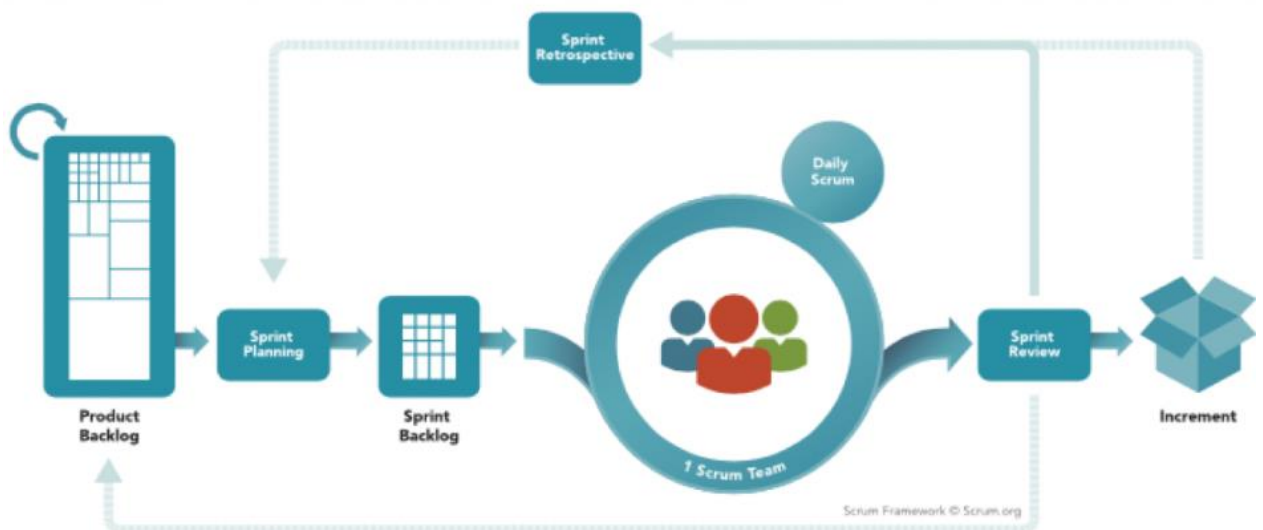 Sprint
Retrospective
Daily
Scrum
Sprint
Planning
Sprint
Review
Product
Backlog
Sprint
Backlog
Increment
1 Scrum Team
Scrum Framework © Scrum.org